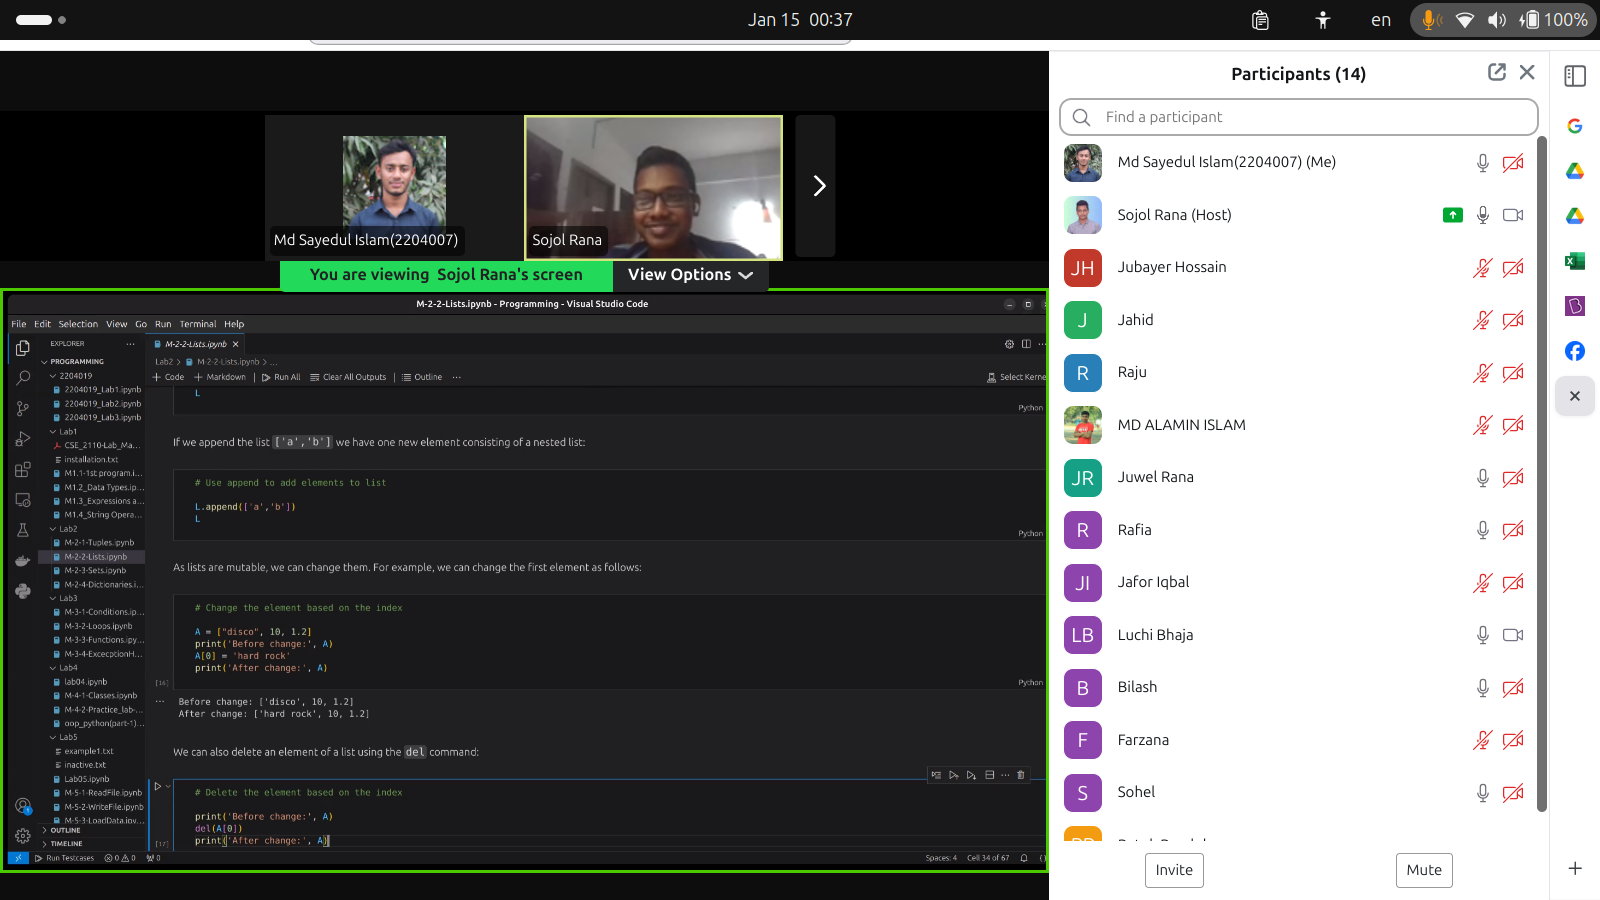 Jan 15 00:37
en
100%
Md Sayedul Islam(2204007)
Sojol Rana
You are viewing Sojol Rana's screen
View Options
M-2-2-Lists.ipynb - Programming - Visual Studio Code
File Edit Selection View Go Run Terminal Help
EXPLORER
PROGRAMMING
2204019
2204019_Lab1.ipynb
2204019_Lab2.ipynb
2204019_Lab3.ipynb
Lab1
CSE_2110-Lab_Ma...
installation.txt
M1.1-1st program.i...
M1.2_Data Types.ip...
M1.3_Expressions a...
M1.4_String Opera...
Lab2
M-2-1-Tuples.ipynb
M-2-2-Lists.ipynb
M-2-3-Sets.ipynb
M-2-4-Dictionaries.i...
Lab3
M-3-1-Conditions.ip...
M-3-2-Loops.ipynb
M-3-3-Functions.ipy...
M-3-4-ExcecptionH...
Lab4
lab04.ipynb
M-4-1-Classes.ipynb
M-4-2-Practice_lab-...
oop_python(part-1)...
Lab5
example1.txt
inactive.txt
Lab05.ipynb
M-5-1-ReadFile.ipynb
M-5-2-WriteFile.ipynb
M-5-3-LoadData.ipy...
OUTLINE
TIMELINE
M-2-2-Lists.ipynb
Lab2 > M-2-2-Lists.ipynb > ...
+ Code + Markdown | Run All Clear All Outputs | Outline ...
Select Kerne
L
Python
If we append the list ['a','b'] we have one new element consisting of a nested list:
# Use append to add elements to list
L.append(['a','b'])
L
Python
As lists are mutable, we can change them. For example, we can change the first element as follows:
# Change the element based on the index
A = ["disco", 10, 1.2]
print('Before change:', A)
A[0] = 'hard rock'
print('After change:', A)
[16]
Python
Before change: ['disco', 10, 1.2]
After change: ['hard rock', 10, 1.2]
We can also delete an element of a list using the del command:
# Delete the element based on the index
print('Before change:', A)
del(A[0])
print('After change:', A)
[17]
Run Testcases 0 0 0
Spaces: 4 Cell 34 of 67
Participants (14)
Find a participant
Md Sayedul Islam(2204007) (Me)
Sojol Rana (Host)
JH Jubayer Hossain
J Jahid
R Raju
MD ALAMIN ISLAM
JR Juwel Rana
R Rafia
JI Jafor Iqbal
LB Luchi Bhaja
B Bilash
F Farzana
S Sohel
Invite
Mute